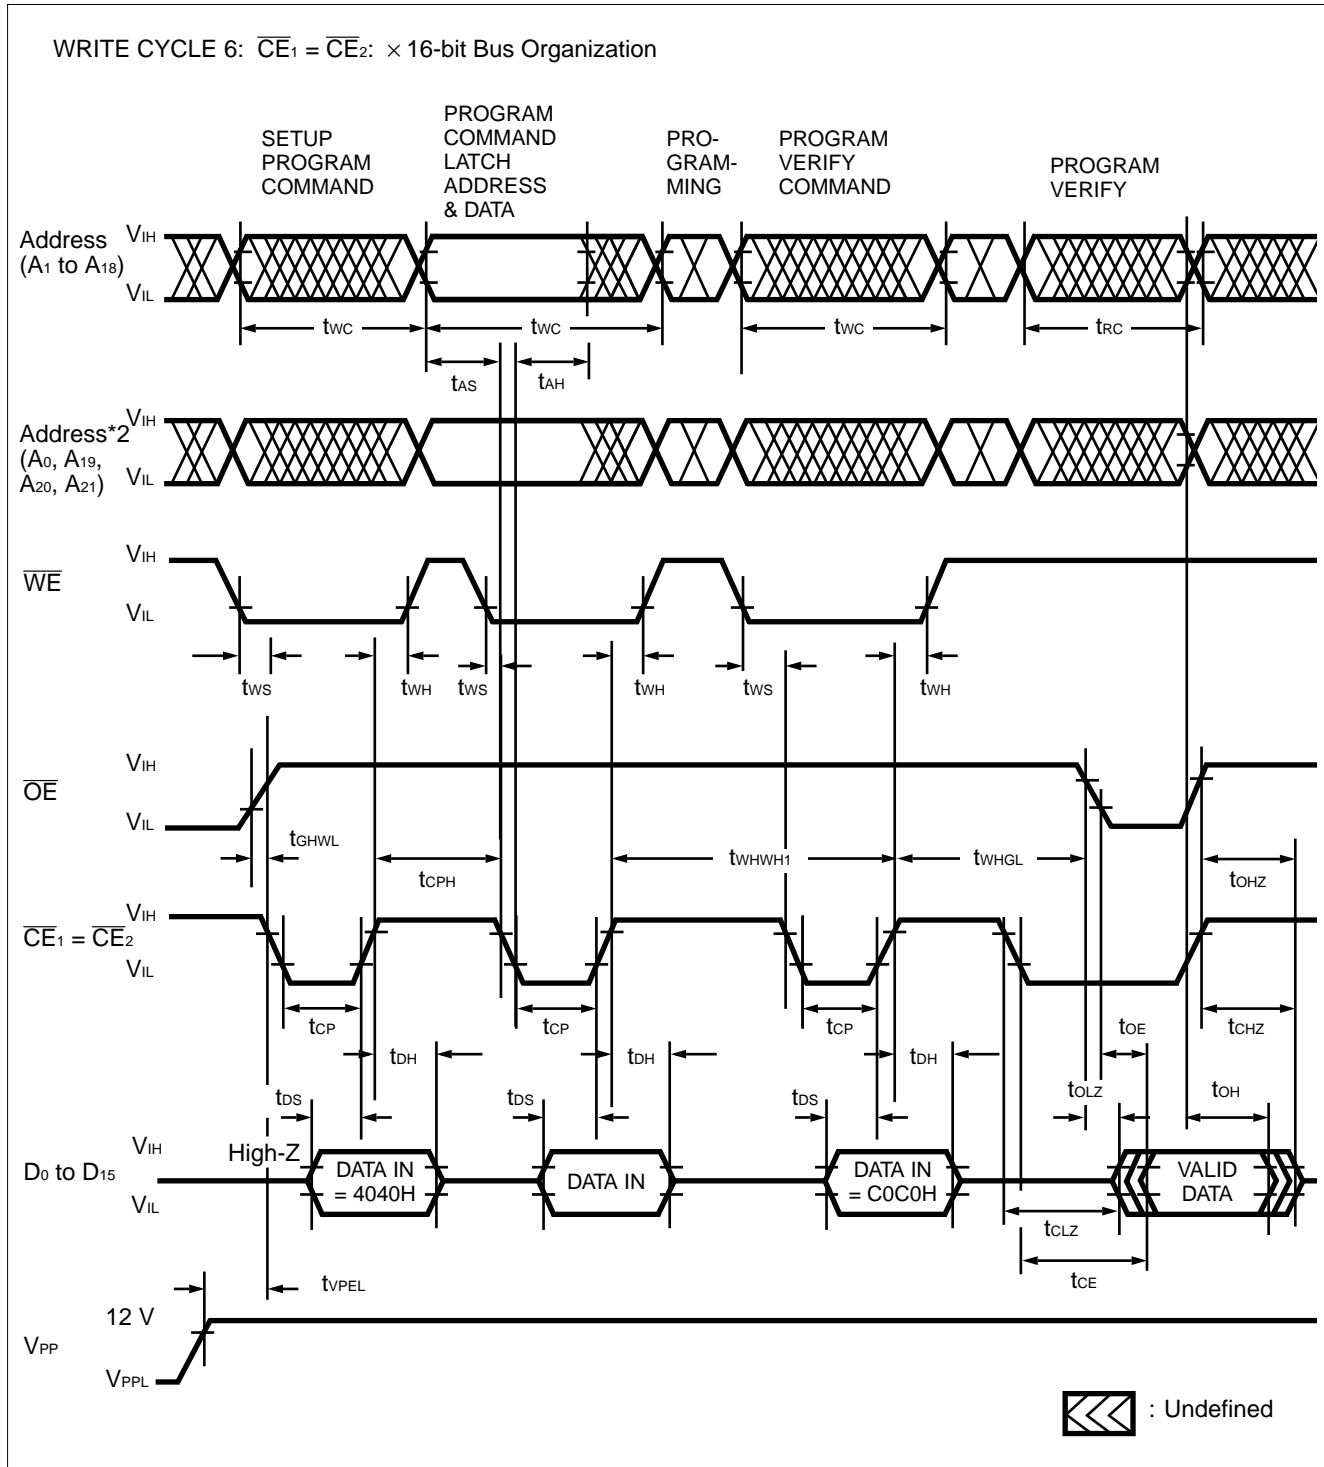 WRITE CYCLE 6: CE1 = CE2: × 16-bit Bus Organization
SETUP
PROGRAM
COMMAND
PROGRAM
COMMAND
LATCH
ADDRESS
& DATA
PRO-
GRAM-
MING
PROGRAM
VERIFY
COMMAND
PROGRAM
VERIFY
Address
(A1 to A18)
VIH
VIL
tWC
tWC
tWC
tRC
tAS
tAH
Address*2
(A0, A19,
A20, A21)
VIH
VIL
WE
VIH
VIL
tWS
tWH
tWS
tWH
tWS
tWH
OE
VIH
VIL
tGHWL
tCPH
tWHWH1
tWHGL
tOHZ
CE1 = CE2
VIH
VIL
tCP
tCP
tCP
tOE
tCHZ
tDS
tDH
tDS
tDH
tDS
tDH
tOLZ
tOH
D0 to D15
VIH
VIL
High-Z
DATA IN
= 4040H
DATA IN
DATA IN
= C0C0H
VALID
DATA
tCLZ
tCE
tVPEL
VPP
12 V
VPPL
: Undefined